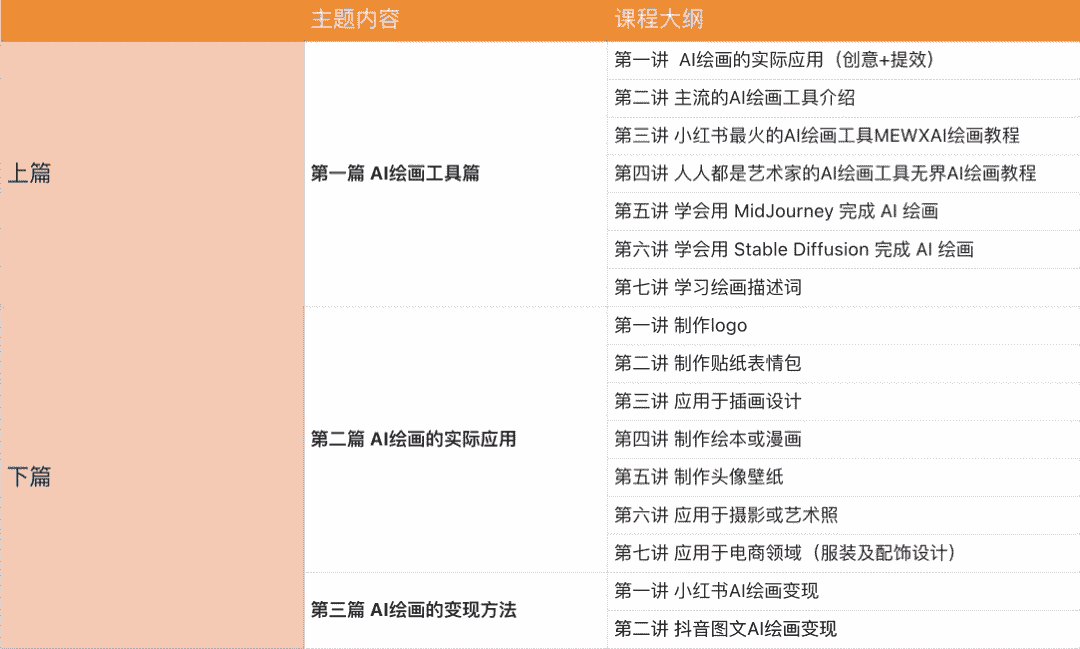 主题内容 课程大纲
上篇
第一篇 AI绘画工具篇
第一讲 AI绘画的实际应用（创意+提效）
第二讲 主流的AI绘画工具介绍
第三讲 小红书最火的AI绘画工具MEWXAI绘画教程
第四讲 人人都是艺术家的AI绘画工具无界AI绘画教程
第五讲 学会用 MidJourney 完成 AI 绘画
第六讲 学会用 Stable Diffusion 完成 AI 绘画
第七讲 学习绘画描述词
下篇
第二篇 AI绘画的实际应用
第一讲 制作logo
第二讲 制作贴纸表情包
第三讲 应用于插画设计
第四讲 制作绘本或漫画
第五讲 制作头像壁纸
第六讲 应用于摄影或艺术照
第七讲 应用于电商领域（服装及配饰设计）
第三篇 AI绘画的变现方法
第一讲 小红书AI绘画变现
第二讲 抖音图文AI绘画变现